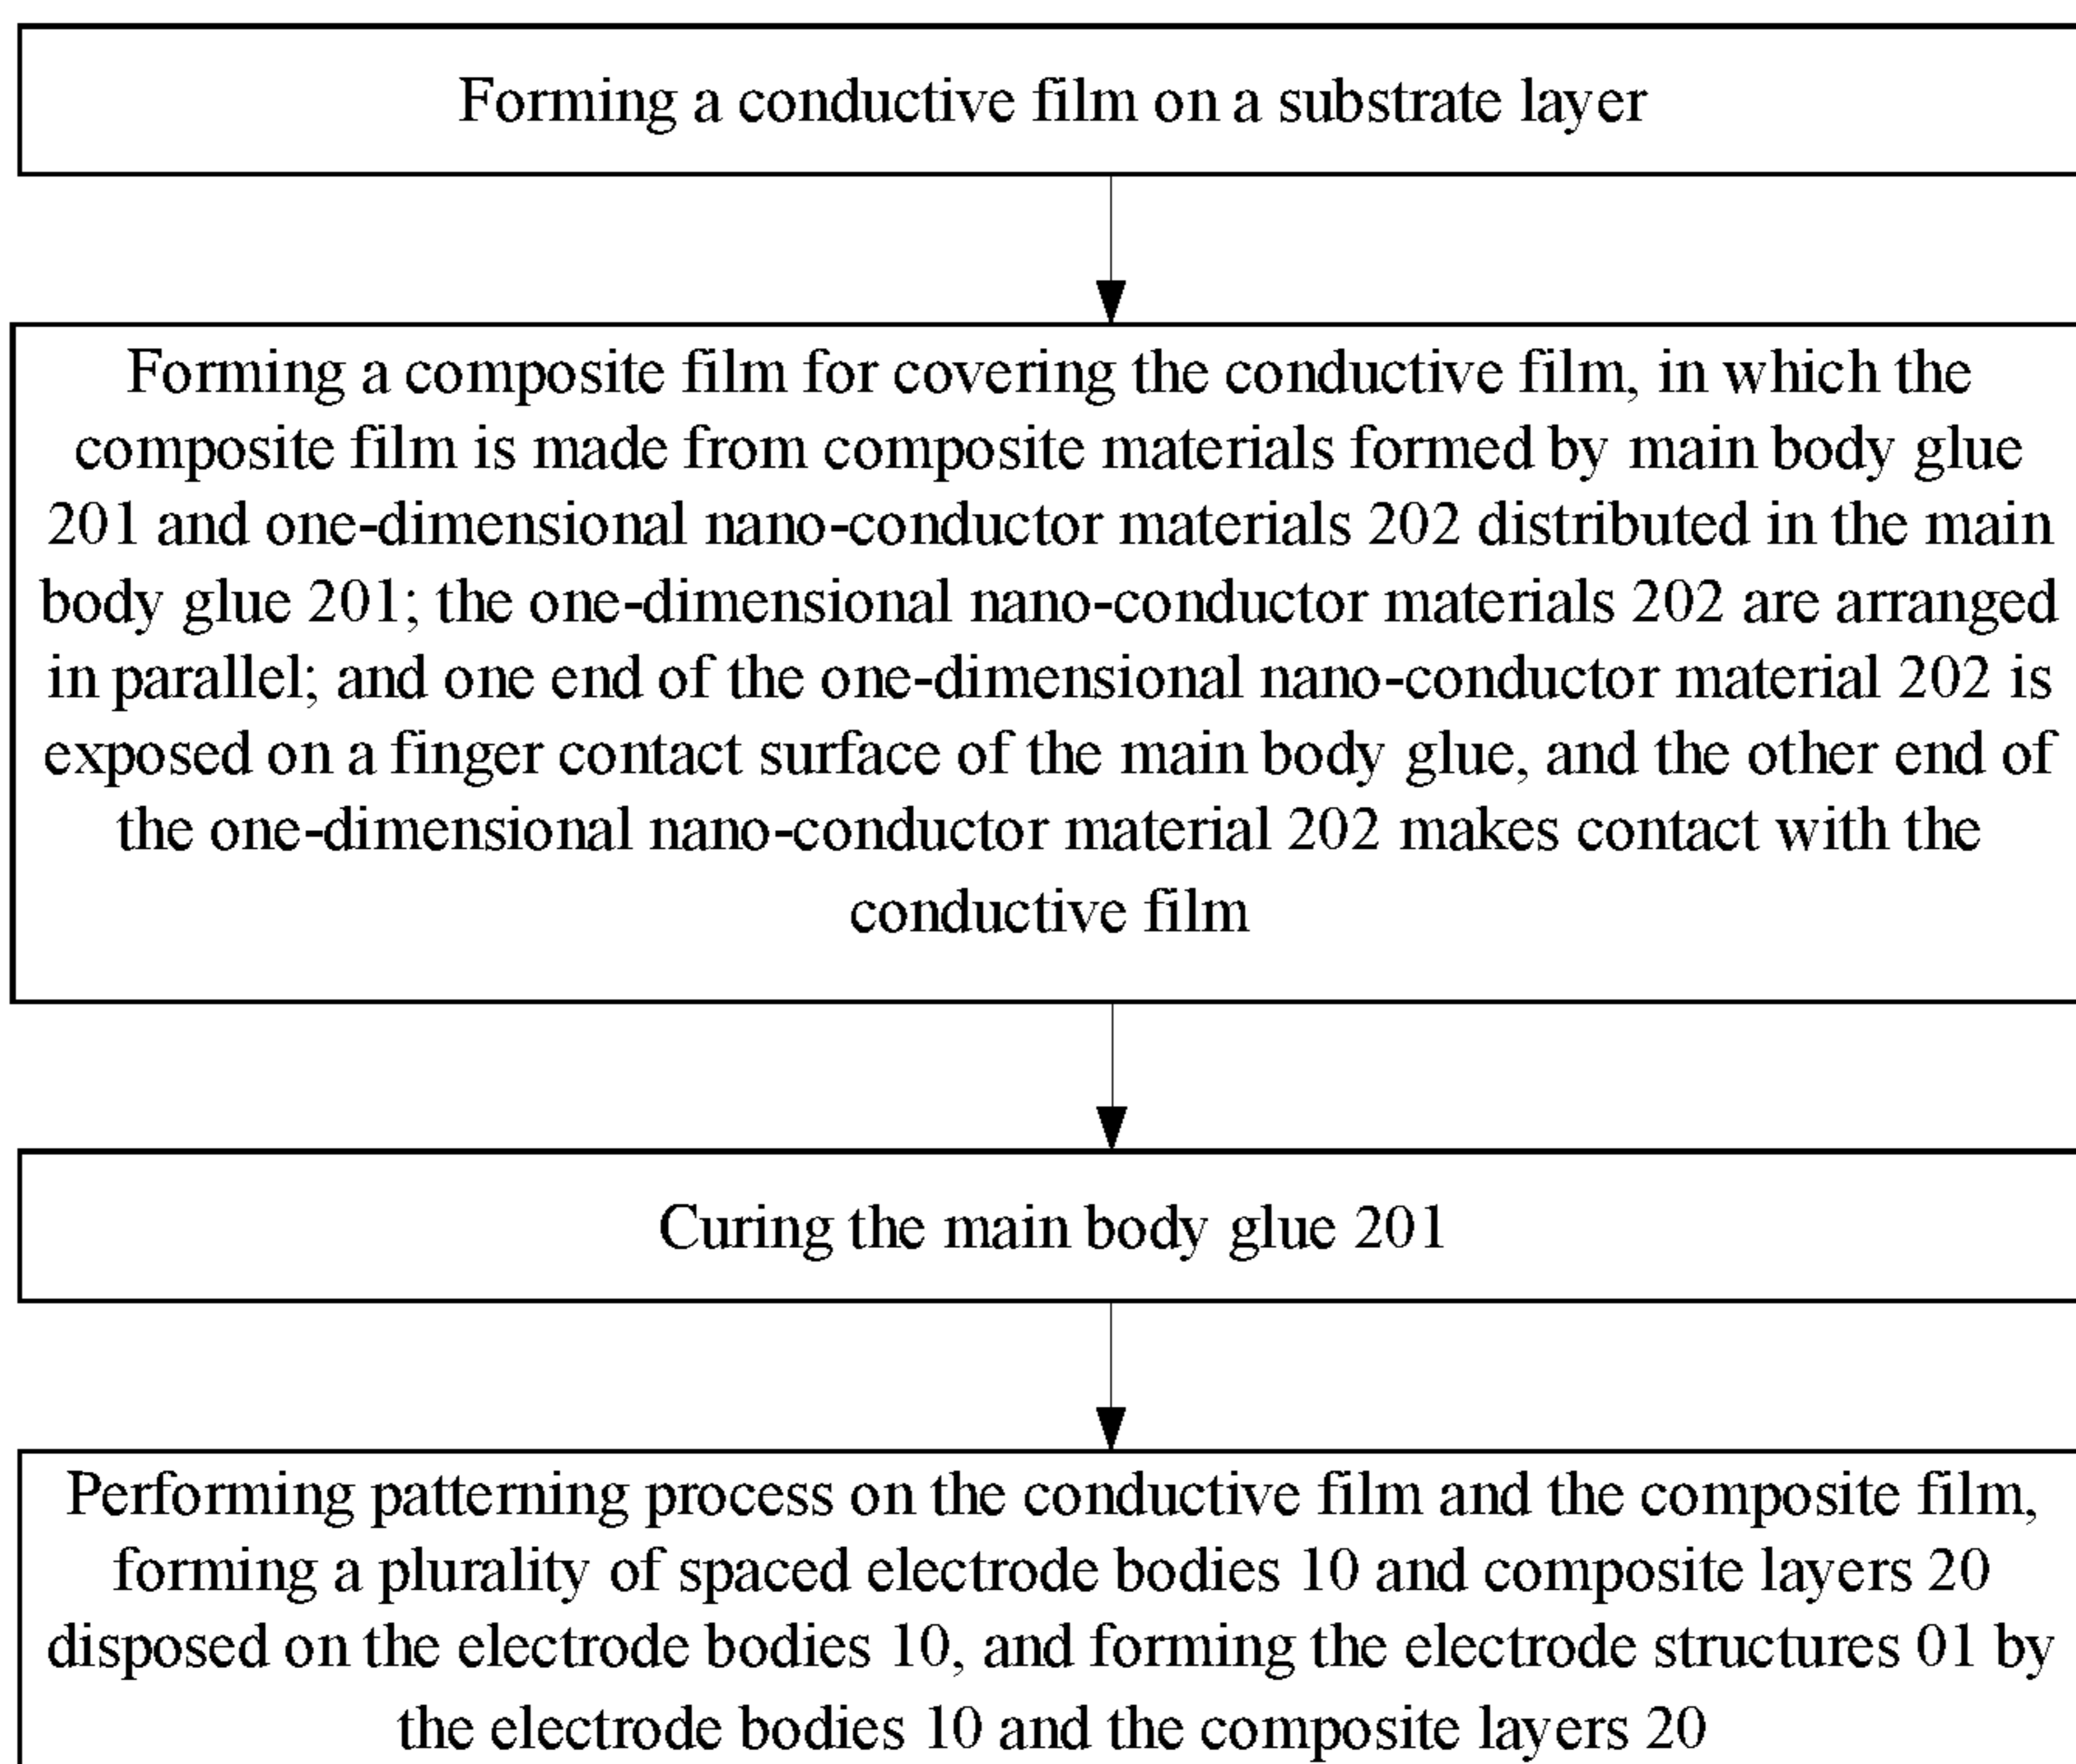 Forming a conductive film on a substrate layer
Forming a composite film for covering the conductive film, in which the
composite film is made from composite materials formed by main body glue
201 and one-dimensional nano-conductor materials 202 distributed in the main
body glue 201; the one-dimensional nano-conductor materials 202 are arranged
in parallel; and one end of the one-dimensional nano-conductor material 202 is
exposed on a finger contact surface of the main body glue, and the other end of
the one-dimensional nano-conductor material 202 makes contact with the
conductive film
Curing the main body glue 201
Performing patterning process on the conductive film and the composite film,
forming a plurality of spaced electrode bodies 10 and composite layers 20
disposed on the electrode bodies 10, and forming the electrode structures 01 by
the electrode bodies 10 and the composite layers 20